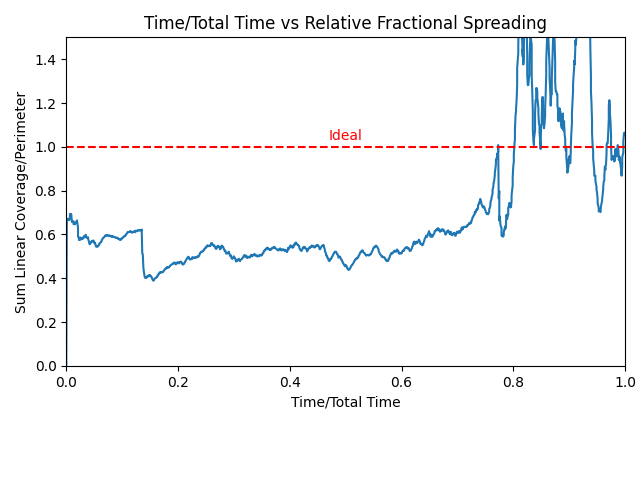 Time/Total Time vs Relative Fractional Spreading
Sum Linear Coverage/Perimeter
1.4
1.2
1.0
0.8
0.6
0.4
0.2
0.0
Ideal
0.0 0.2 0.4 0.6 0.8 1.0
Time/Total Time